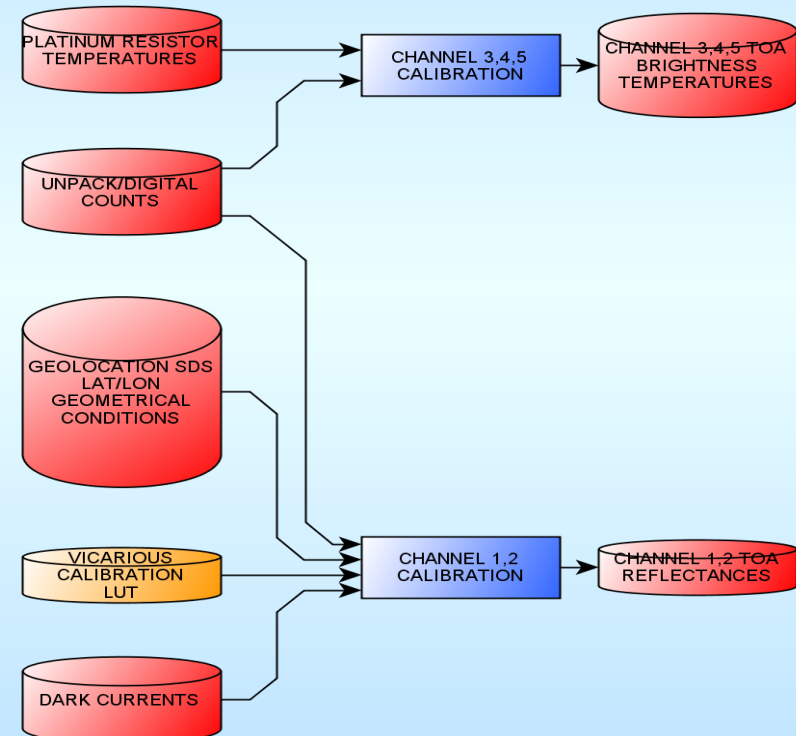 PLATINUM RESISTOR
TEMPERATURES
CHANNEL 3,4,5
CALIBRATION
CHANNEL 3,4,5 TOA
BRIGHTNESS
TEMPERATURES
UNPACK/DIGITAL
COUNTS
GEOLOCATION SDS
LAT/LON
GEOMETRICAL
CONDITIONS
VICARIOUS
CALIBRATION
LUT
CHANNEL 1,2
CALIBRATION
CHANNEL 1,2 TOA
REFLECTANCES
DARK CURRENTS